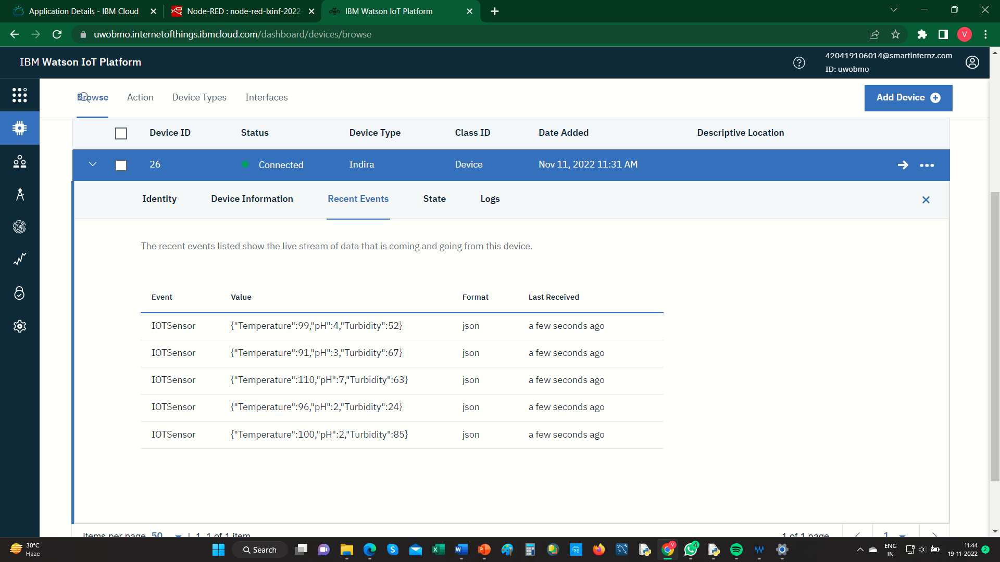 Application Details - IBM Cloud
Node-RED : node-red-lxinf-2022-
IBM Watson IoT Platform
uwobmo.internetofthings.ibmcloud.com/dashboard/devices/browse
V
IBM Watson IoT Platform
420419106014@smartinternz.com
ID: uwobmo
Browse Action Device Types Interfaces
Add Device
Device ID Status Device Type Class ID Date Added Descriptive Location
26 Connected Indira Device Nov 11, 2022 11:31 AM
Identity Device Information Recent Events State Logs
The recent events listed show the live stream of data that is coming and going from this device.
Event Value Format Last Received
IOTSensor {"Temperature":99,"pH":4,"Turbidity":52} json a few seconds ago
IOTSensor {"Temperature":91,"pH":3,"Turbidity":67} json a few seconds ago
IOTSensor {"Temperature":110,"pH":7,"Turbidity":63} json a few seconds ago
IOTSensor {"Temperature":96,"pH":2,"Turbidity":24} json a few seconds ago
IOTSensor {"Temperature":100,"pH":2,"Turbidity":85} json a few seconds ago
Items per page 50 | 1-1 of 1 item 1 of 1 page 1
30°C
Haze
Search
V
4
ENG
IN
11:44
19-11-2022
2